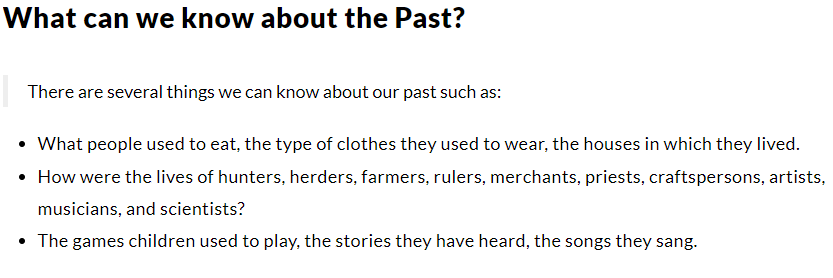 What can we know about the Past?
There are several things we can know about our past such as:
• What people used to eat, the type of clothes they used to wear, the houses in which they lived.
• How were the lives of hunters, herders, farmers, rulers, merchants, priests, craftspersons, artists,
musicians, and scientists?
• The games children used to play, the stories they have heard, the songs they sang.